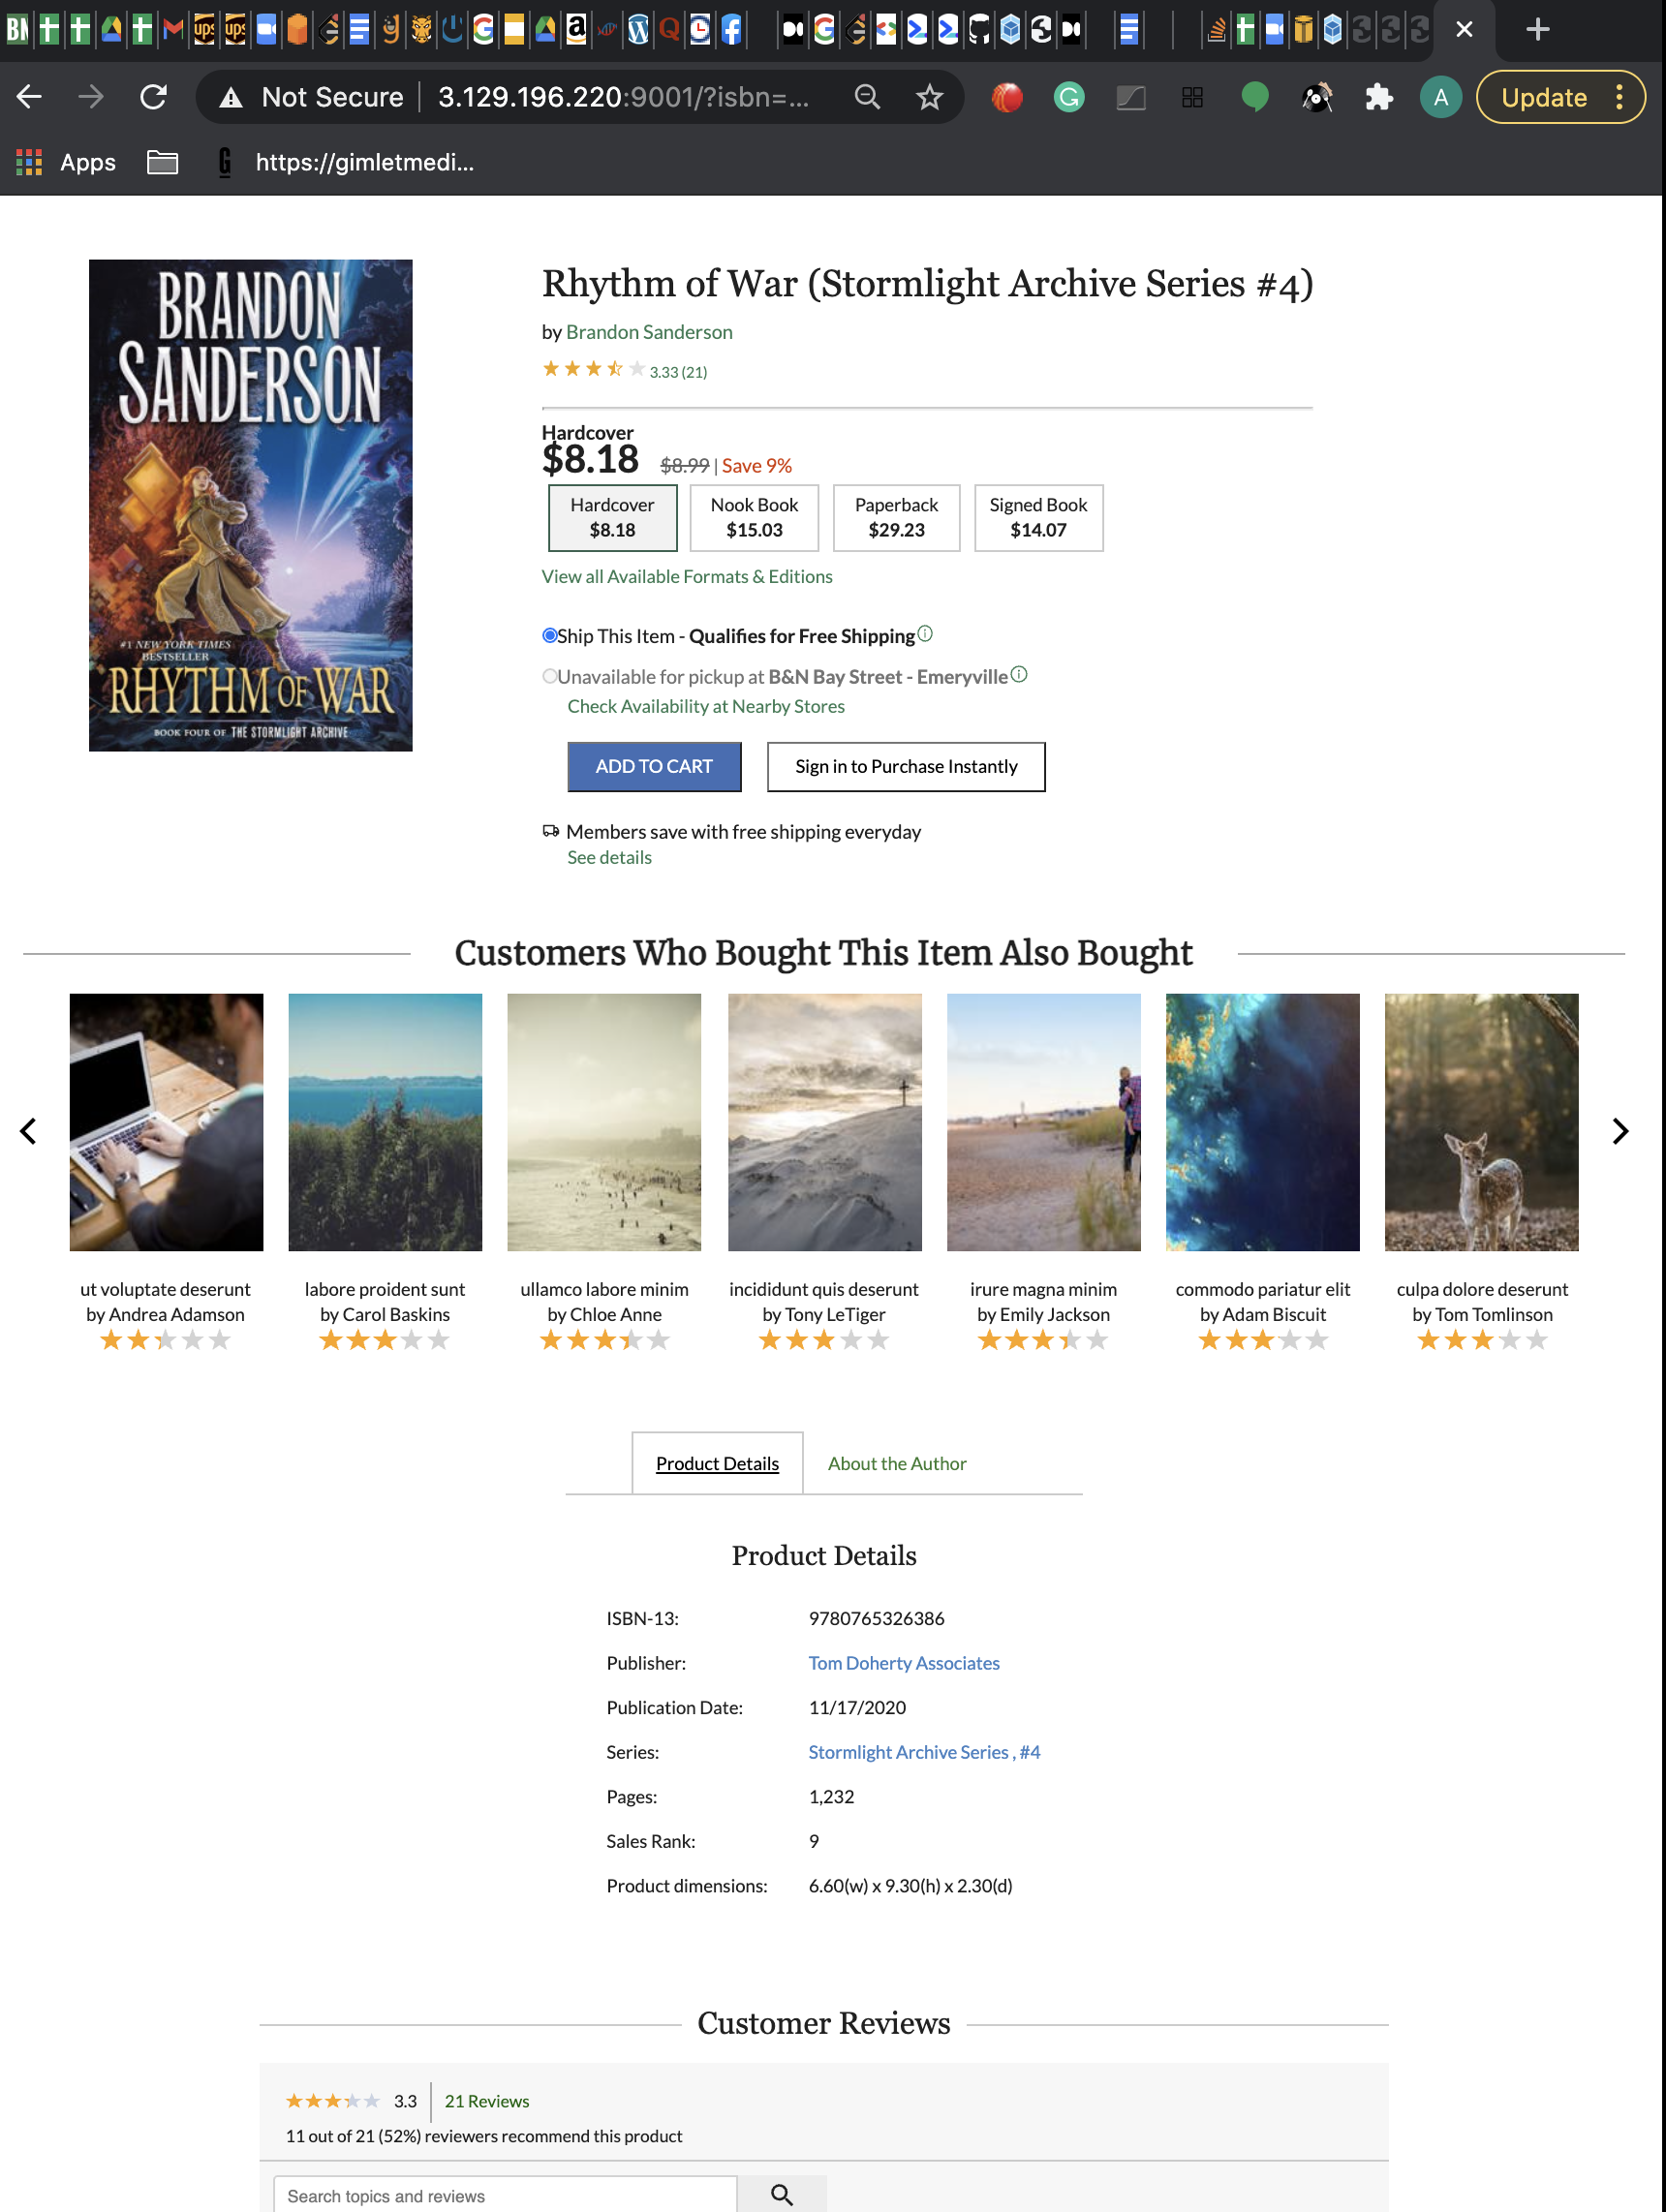 BN
ups
ups
Not Secure
3.129.196.220:9001/?isbn=...
A
Update
Apps
https://gimletmedi...
BRANDON
SANDERSON
#1 NEW YORK TIMES
BESTSELLER
RHYTHM OF WAR
BOOK FOUR OF THE STORMLIGHT ARCHIVE
Rhythm of War (Stormlight Archive Series #4)
by Brandon Sanderson
3.33 (21)
Hardcover
$8.18 $8.99 | Save 9%
Hardcover
$8.18
Nook Book
$15.03
Paperback
$29.23
Signed Book
$14.07
View all Available Formats & Editions
Ship This Item - Qualifies for Free Shipping
Unavailable for pickup at B&N Bay Street - Emeryville
Check Availability at Nearby Stores
ADD TO CART
Sign in to Purchase Instantly
Members save with free shipping everyday
See details
Customers Who Bought This Item Also Bought
ut voluptate deserunt
by Andrea Adamson
labore proident sunt
by Carol Baskins
ullamco labore minim
by Chloe Anne
incididunt quis deserunt
by Tony LeTiger
irure magna minim
by Emily Jackson
commodo pariatur elit
by Adam Biscuit
culpa dolore deserunt
by Tom Tomlinson
Product Details
About the Author
Product Details
ISBN-13: 9780765326386
Publisher: Tom Doherty Associates
Publication Date: 11/17/2020
Series: Stormlight Archive Series , #4
Pages: 1,232
Sales Rank: 9
Product dimensions: 6.60(w) x 9.30(h) x 2.30(d)
Customer Reviews
3.3
21 Reviews
11 out of 21 (52%) reviewers recommend this product
Search topics and reviews